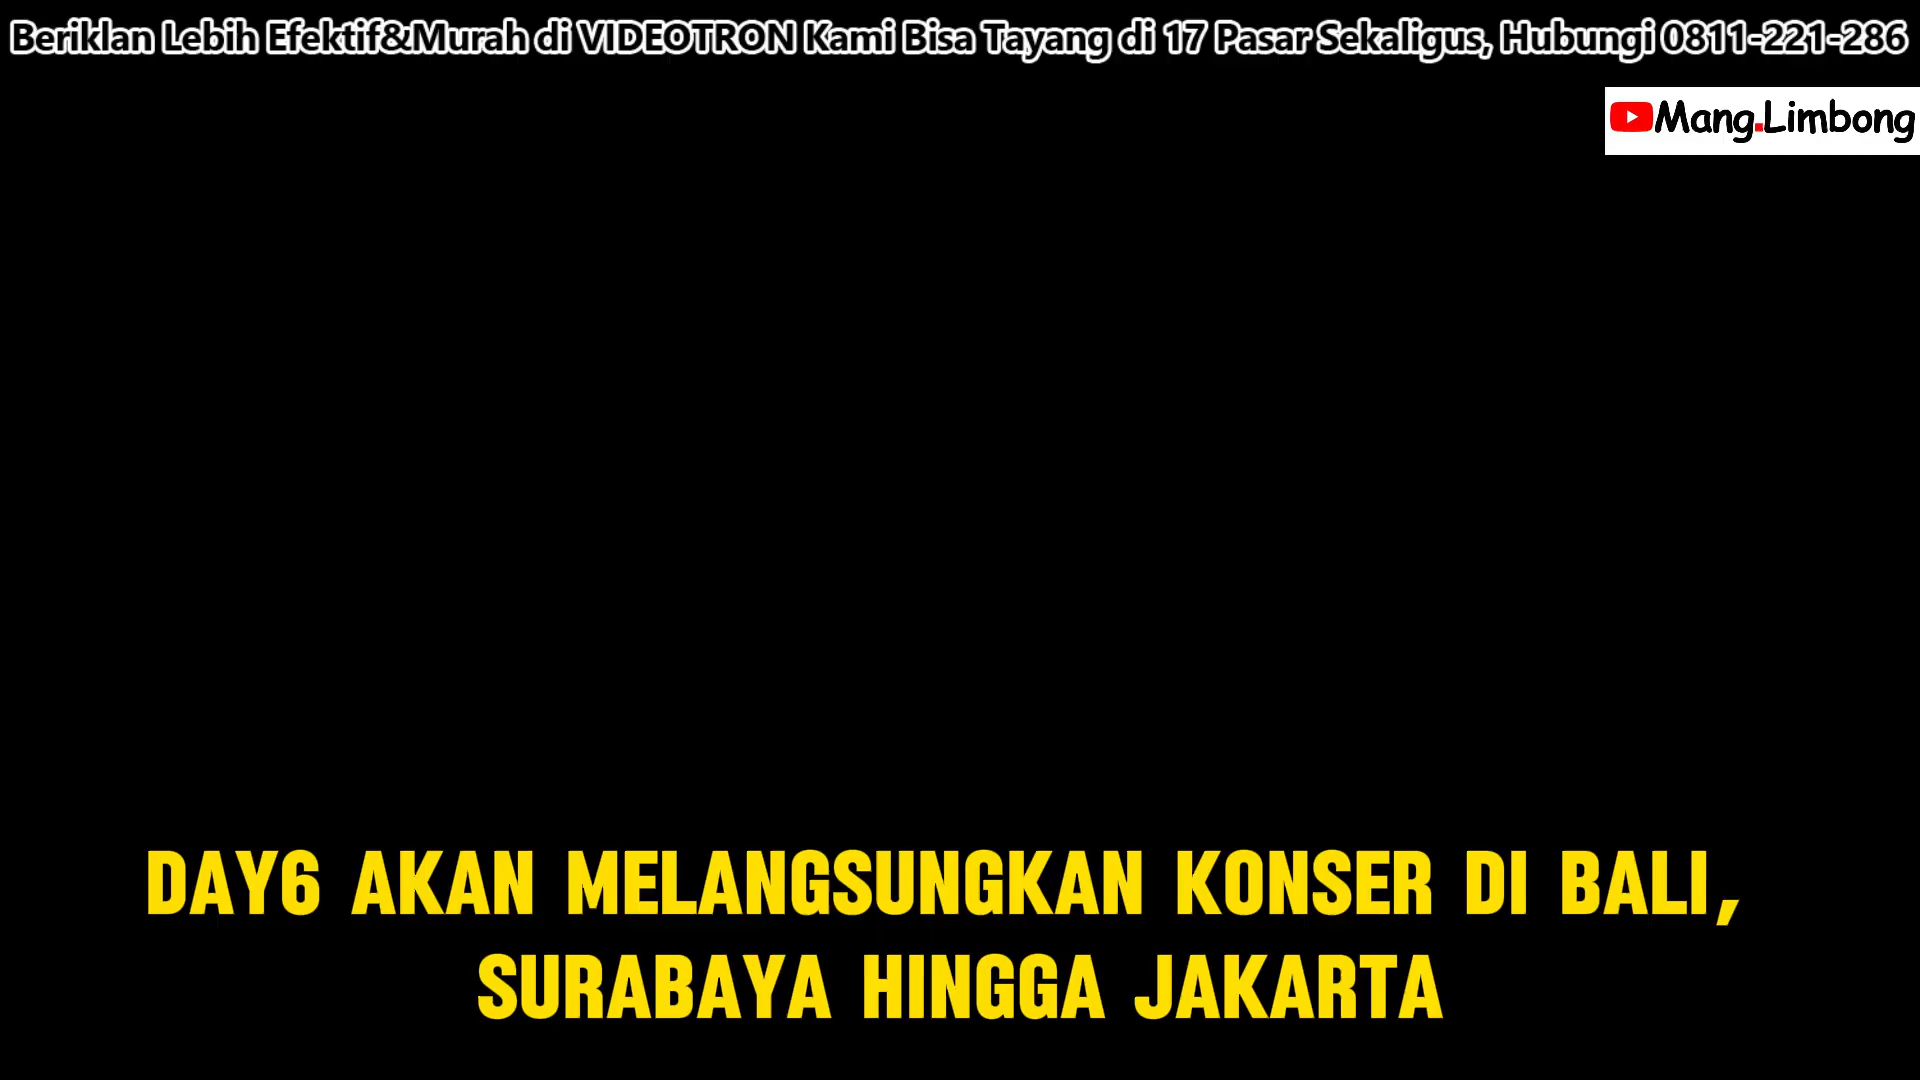 Beriklan Lebih Efektif&Murah di VIDEOTRON Kami Bisa Tayang di 17 Pasar Sekaligus, Hubungi 0811-221-286
Mang.Limbong
DAY6 AKAN MELANGSUNGKAN KONSER DI BALI,
SURABAYA HINGGA JAKARTA